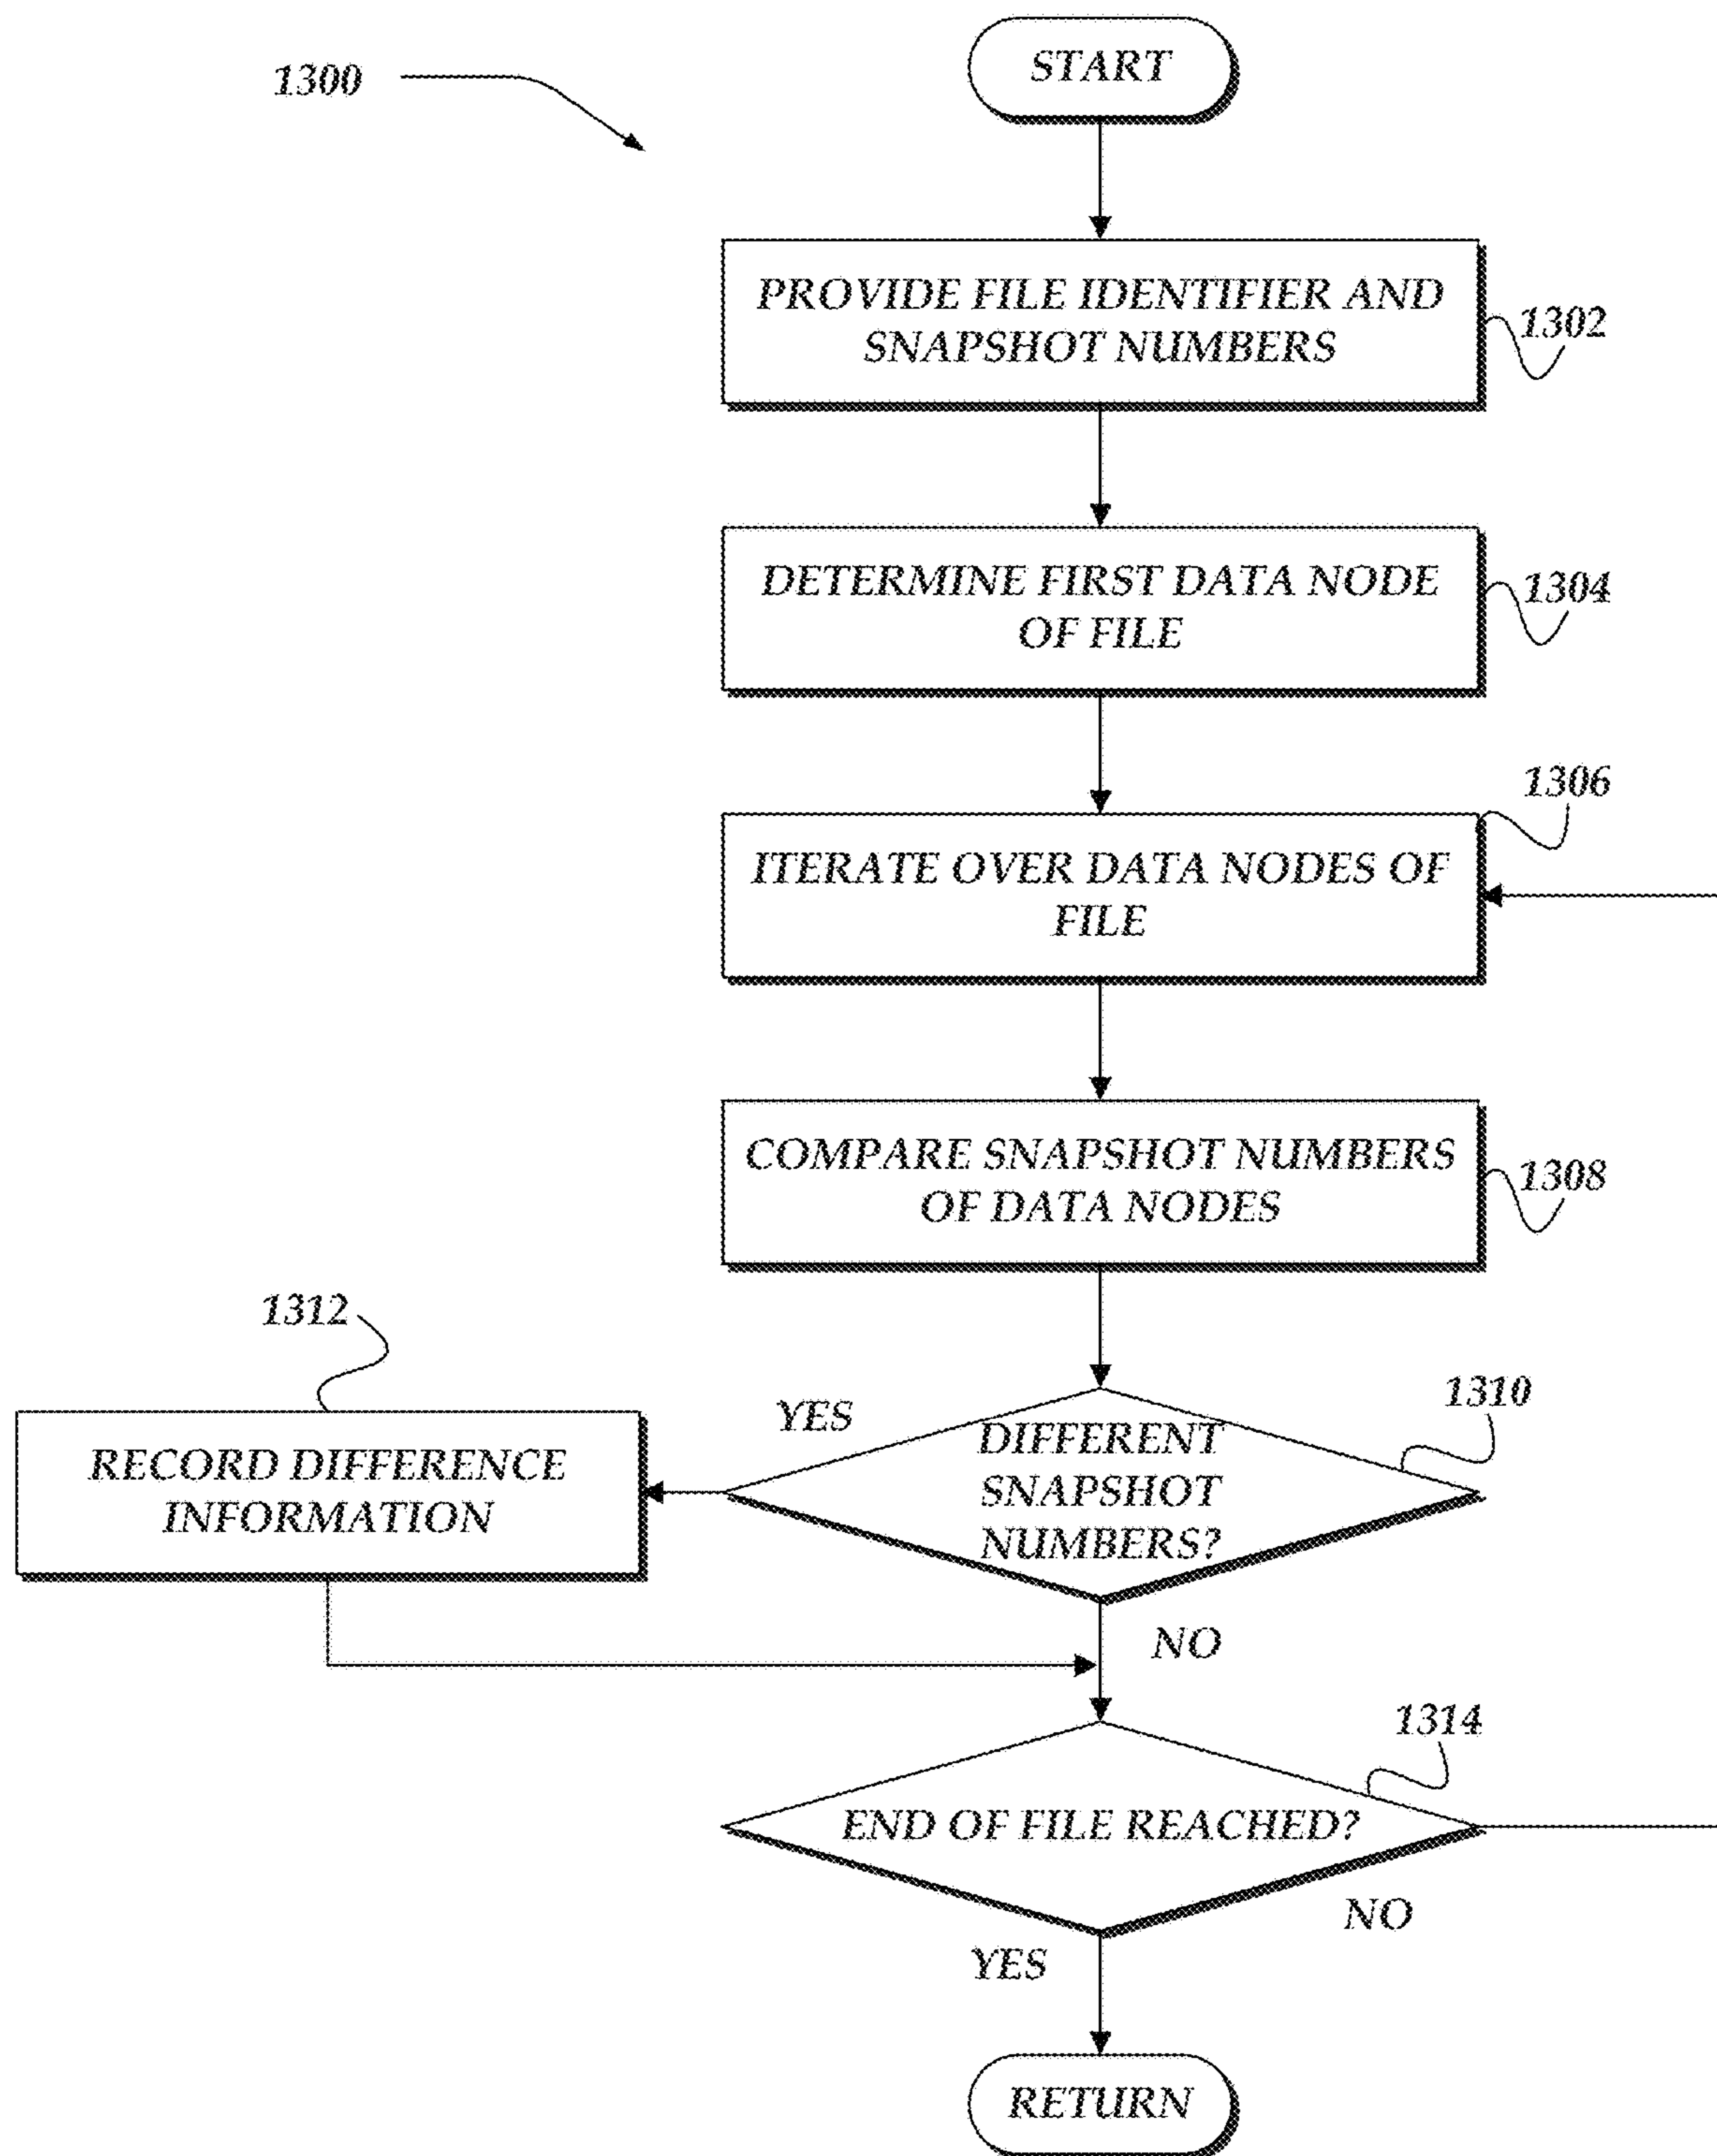 START
1300
PROVIDE FILE IDENTIFIER AND
SNAPSHOT NUMBERS
1302
DETERMINE FIRST DATA NODE
OF FILE
1304
1306
ITERATE OVER DATA NODES OF
FILE
COMPARE SNAPSHOT NUMBERS
OF DATA NODES
1308
1312
1310
YES
DIFFERENT
SNAPSHOT
NUMBERS?
RECORD DIFFERENCE
INFORMATION
NO
1314
END OF FILE REACHED?
NO
YES
RETURN